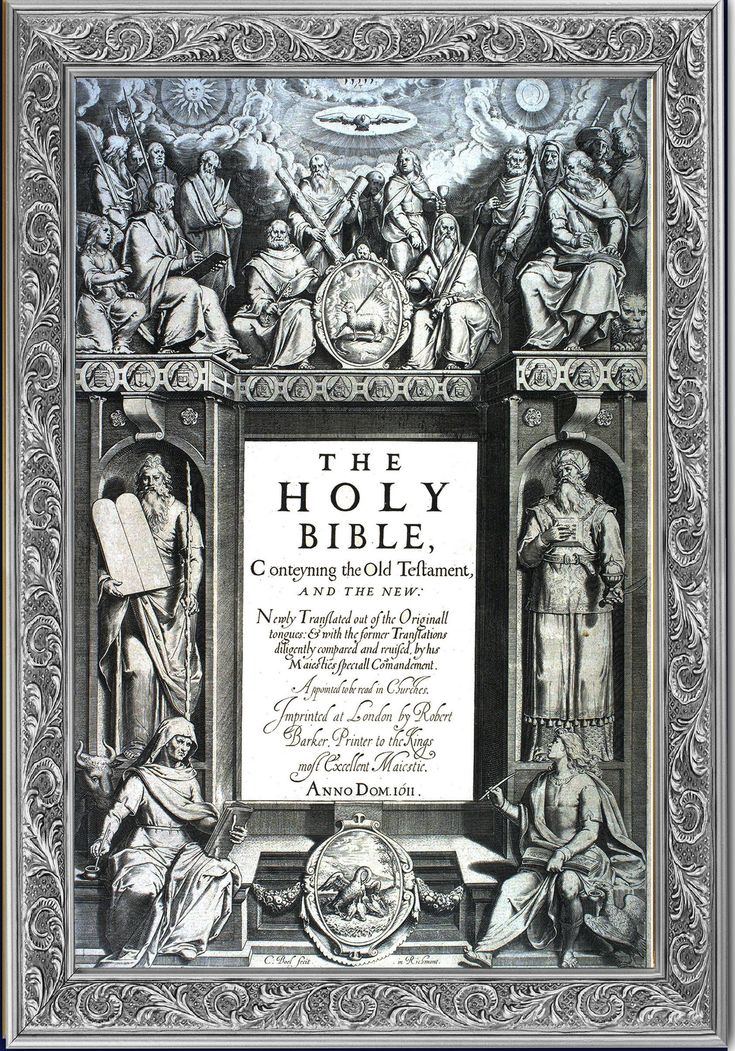 THE
HOLY
BIBLE,
Conteyning the Old Teſtament,
AND THE NEW:
Newly Tranſlated out of the Originall
tongues: & with the former Tranſlations
diligently compared and reuiſed, by his
Maieſties ſpeciall Comandement.
Appointed to be read in Churches.
Imprinted at London by Robert
Barker, Printer to the Kings
moſt Excellent Maieſtie.
ANNO DOM. 1611.
C. Boel fecit in Richmont.